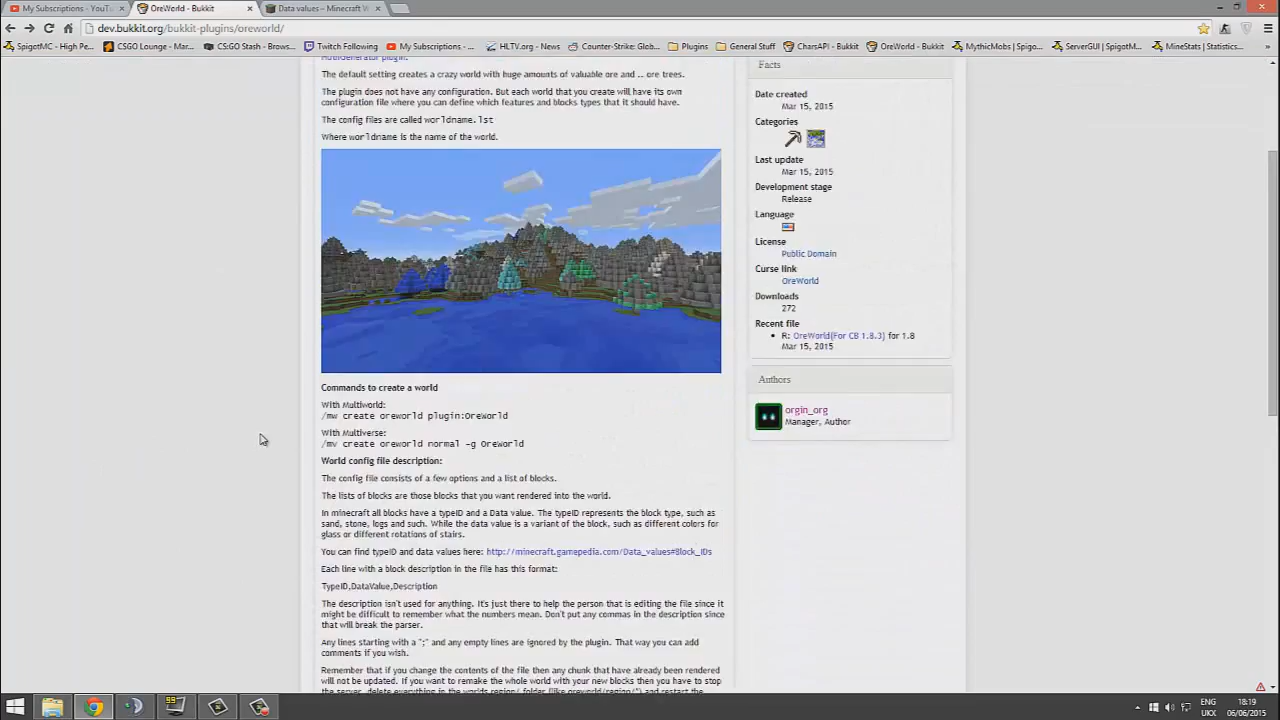 My Subscriptions - YouT
OreWorld - Bukkit
Data values – Minecraft W
dev.bukkit.org/bukkit-plugins/oreworld/
SpigotMC - High Pe...
CSGO Lounge - Mar...
CS:GO Stash - Brows...
Twitch Following
My Subscriptions - ...
HLTV.org - News
Counter-Strike: Glob...
Plugins
General Stuff
CharsAPI - Bukkit
OreWorld - Bukkit
MythicMobs | Spigo...
ServerGUI | SpigotM...
MineStats | Statistics...
»
MultiGenerator plugin.
The default setting creates a crazy world with huge amounts of valuable ore and .. ore trees.
The plugin does not have any configuration. But each world that you create will have its own
configuration file where you can define which features and blocks types that it should have.
The config files are called worldname.lst
Where worldname is the name of the world.
Commands to create a world
With Multiworld:
/mw create oreworld plugin:OreWorld
With Multiverse:
/mv create oreworld normal -g OreWorld
World config file description:
The config file consists of a few options and a list of blocks.
The lists of blocks are those blocks that you want rendered into the world.
In minecraft all blocks have a typeID and a Data value. The typeID represents the block type, such as
sand, stone, logs and such. While the data value is a variant of the block, such as different colors for
glass or different rotations of stairs.
You can find typeID and data values here: http://minecraft.gamepedia.com/Data_values#Block_IDs
Each line with a block description in the file has this format:
TypeID,DataValue,Description
The description isn't used for anything. It's just there to help the person that is editing the file since it
might be difficult to remember what the numbers mean. Don't put any commas in the description since
that will break the parser.
Any lines starting with a ";" and any empty lines are ignored by the plugin. That way you can add
comments if you wish.
Remember that if you change the contents of the file then any chunk that have already been rendered
will not be updated. If you want to remake the whole world with your new blocks then you have to stop
the server, delete everything in the worlds region/ folder (like oreworld/region/*) and restart the
Facts
Date created
Mar 15, 2015
Categories
Last update
Mar 15, 2015
Development stage
Release
Language
License
Public Domain
Curse link
OreWorld
Downloads
272
Recent file
R: OreWorld(For CB 1.8.3) for 1.8
Mar 15, 2015
Authors
orgin_org
Manager, Author
99
ENG
UKX
18:19
06/06/2015